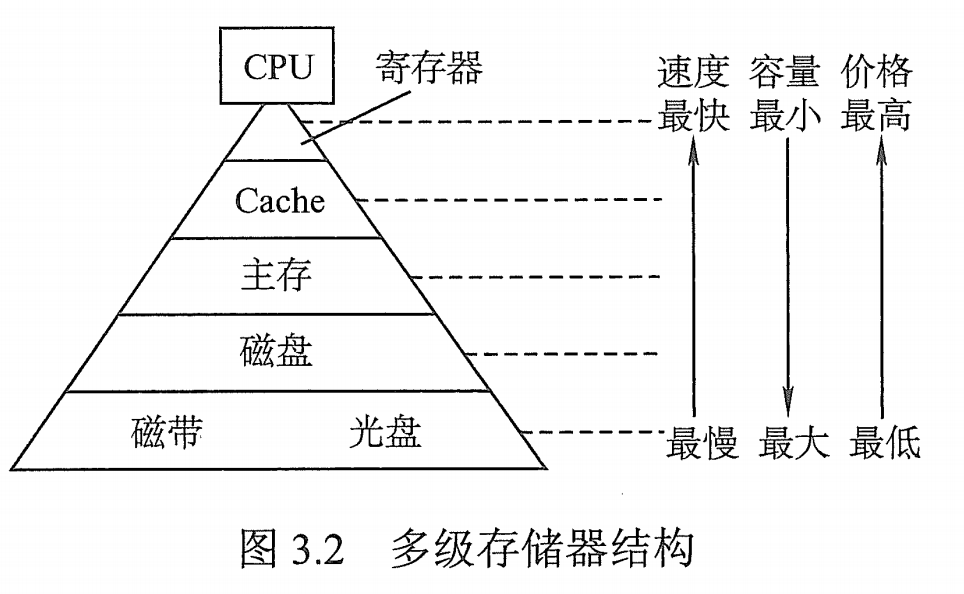 CPU
寄存器
速度 容量 价格
最快 最小 最高
Cache
主存
磁盘
磁带 光盘
最慢 最大 最低
图 3.2 多级存储器结构